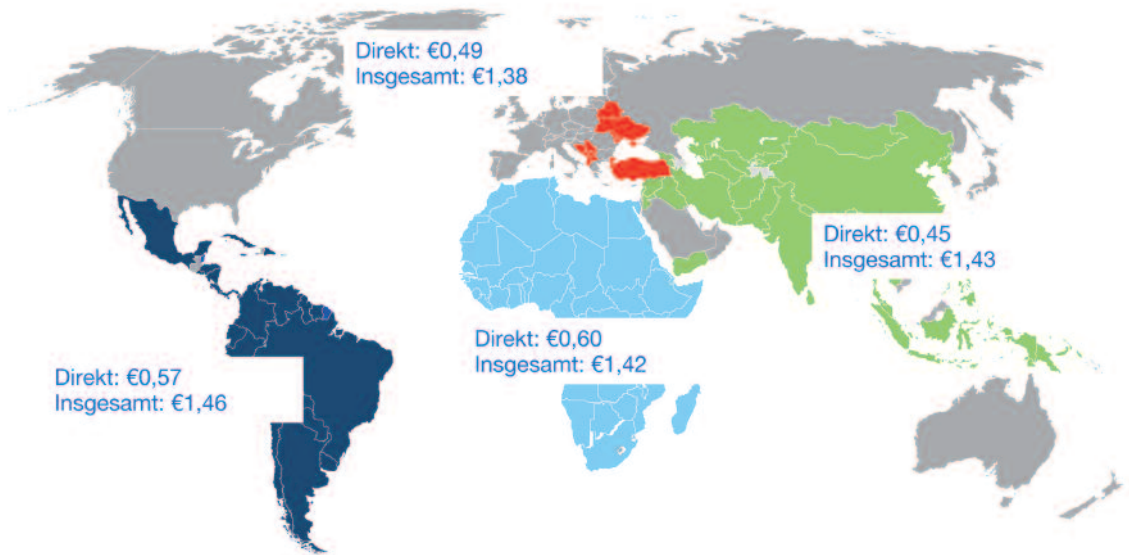 Direkt: €0,49
Insgesamt: €1,38
Direkt: €0,45
Insgesamt: €1,43
Direkt: €0,60
Insgesamt: €1,42
Direkt: €0,57
Insgesamt: €1,46